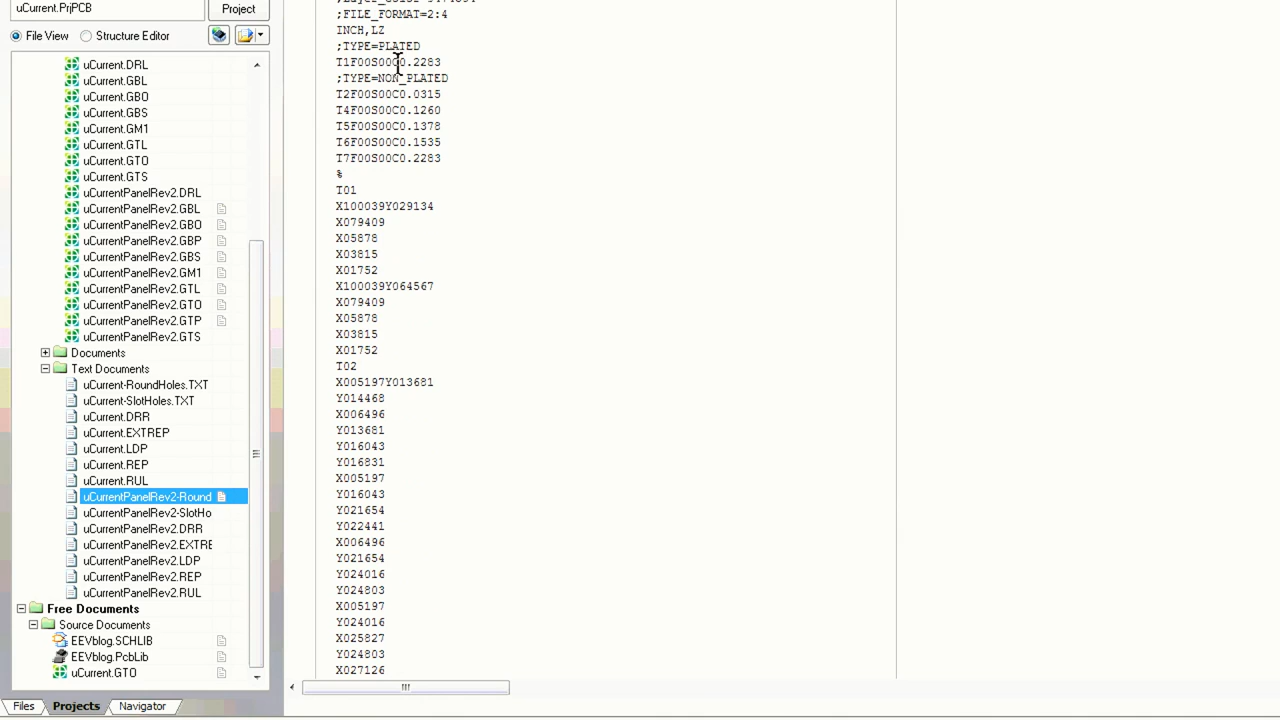 uCurrent.PrjPCB
Project
File View
Structure Editor
uCurrent.DRL
uCurrent.GBL
uCurrent.GBO
uCurrent.GBS
uCurrent.GM1
uCurrent.GTL
uCurrent.GTO
uCurrent.GTS
uCurrentPanelRev2.DRL
uCurrentPanelRev2.GBL
uCurrentPanelRev2.GBO
uCurrentPanelRev2.GBP
uCurrentPanelRev2.GBS
uCurrentPanelRev2.GM1
uCurrentPanelRev2.GTL
uCurrentPanelRev2.GTO
uCurrentPanelRev2.GTP
uCurrentPanelRev2.GTS
Documents
Text Documents
uCurrent-RoundHoles.TXT
uCurrent-SlotHoles.TXT
uCurrent.DRR
uCurrent.EXTREP
uCurrent.LDP
uCurrent.REP
uCurrent.RUL
uCurrentPanelRev2-Round
uCurrentPanelRev2-SlotHo
uCurrentPanelRev2.DRR
uCurrentPanelRev2.EXTRE
uCurrentPanelRev2.LDP
uCurrentPanelRev2.REP
uCurrentPanelRev2.RUL
Free Documents
Source Documents
EEVblog.SCHLIB
EEVblog.PcbLib
uCurrent.GTO
Files
Projects
Navigator
;FILE_FORMAT=2:4
INCH,LZ
;TYPE=PLATED
T1F00S00C0.2283
;TYPE=NON_PLATED
T2F00S00C0.0315
T4F00S00C0.1260
T5F00S00C0.1378
T6F00S00C0.1535
T7F00S00C0.2283
%
T01
X100039Y029134
X079409
X05878
X03815
X01752
X100039Y064567
X079409
X05878
X03815
X01752
T02
X005197Y013681
Y014468
X006496
Y013681
Y016043
Y016831
X005197
Y016043
Y021654
Y022441
X006496
Y021654
Y024016
Y024803
X005197
Y024016
X025827
Y024803
X027126